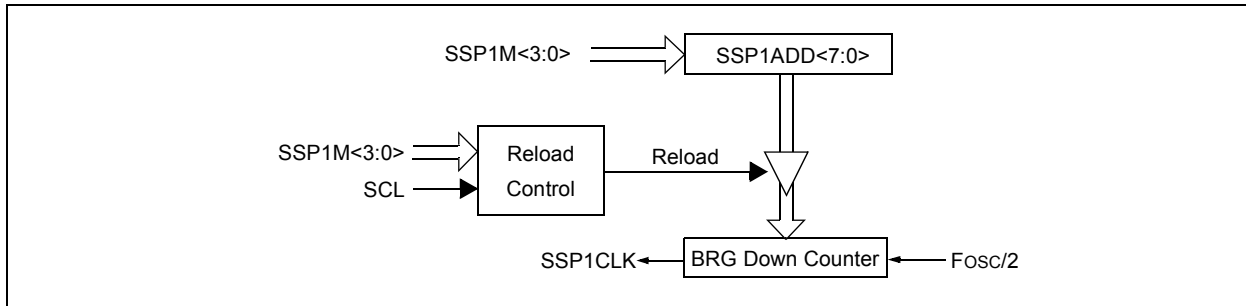 SSP1M<3:0>
SSP1ADD<7:0>
SSP1M<3:0>
SCL
Reload
Control
Reload
SSP1CLK
BRG Down Counter
FOSC/2